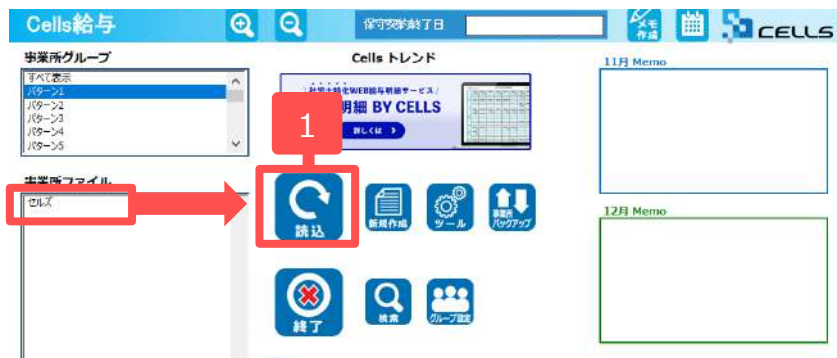 Cells給与
保守契約終了日
メモ
作成
CELLS
事業所グループ
すべて表示
パターン1
パターン2
パターン3
パターン4
パターン5
Cells トレンド
社労士特化WEB給与明細サービス
明細 BY CELLS
詳しくは
1
11月 Memo
事業所ファイル
セルズ
読込
新規作成
ツール
事業所
バックアップ
12月 Memo
終了
検索
グループ設定